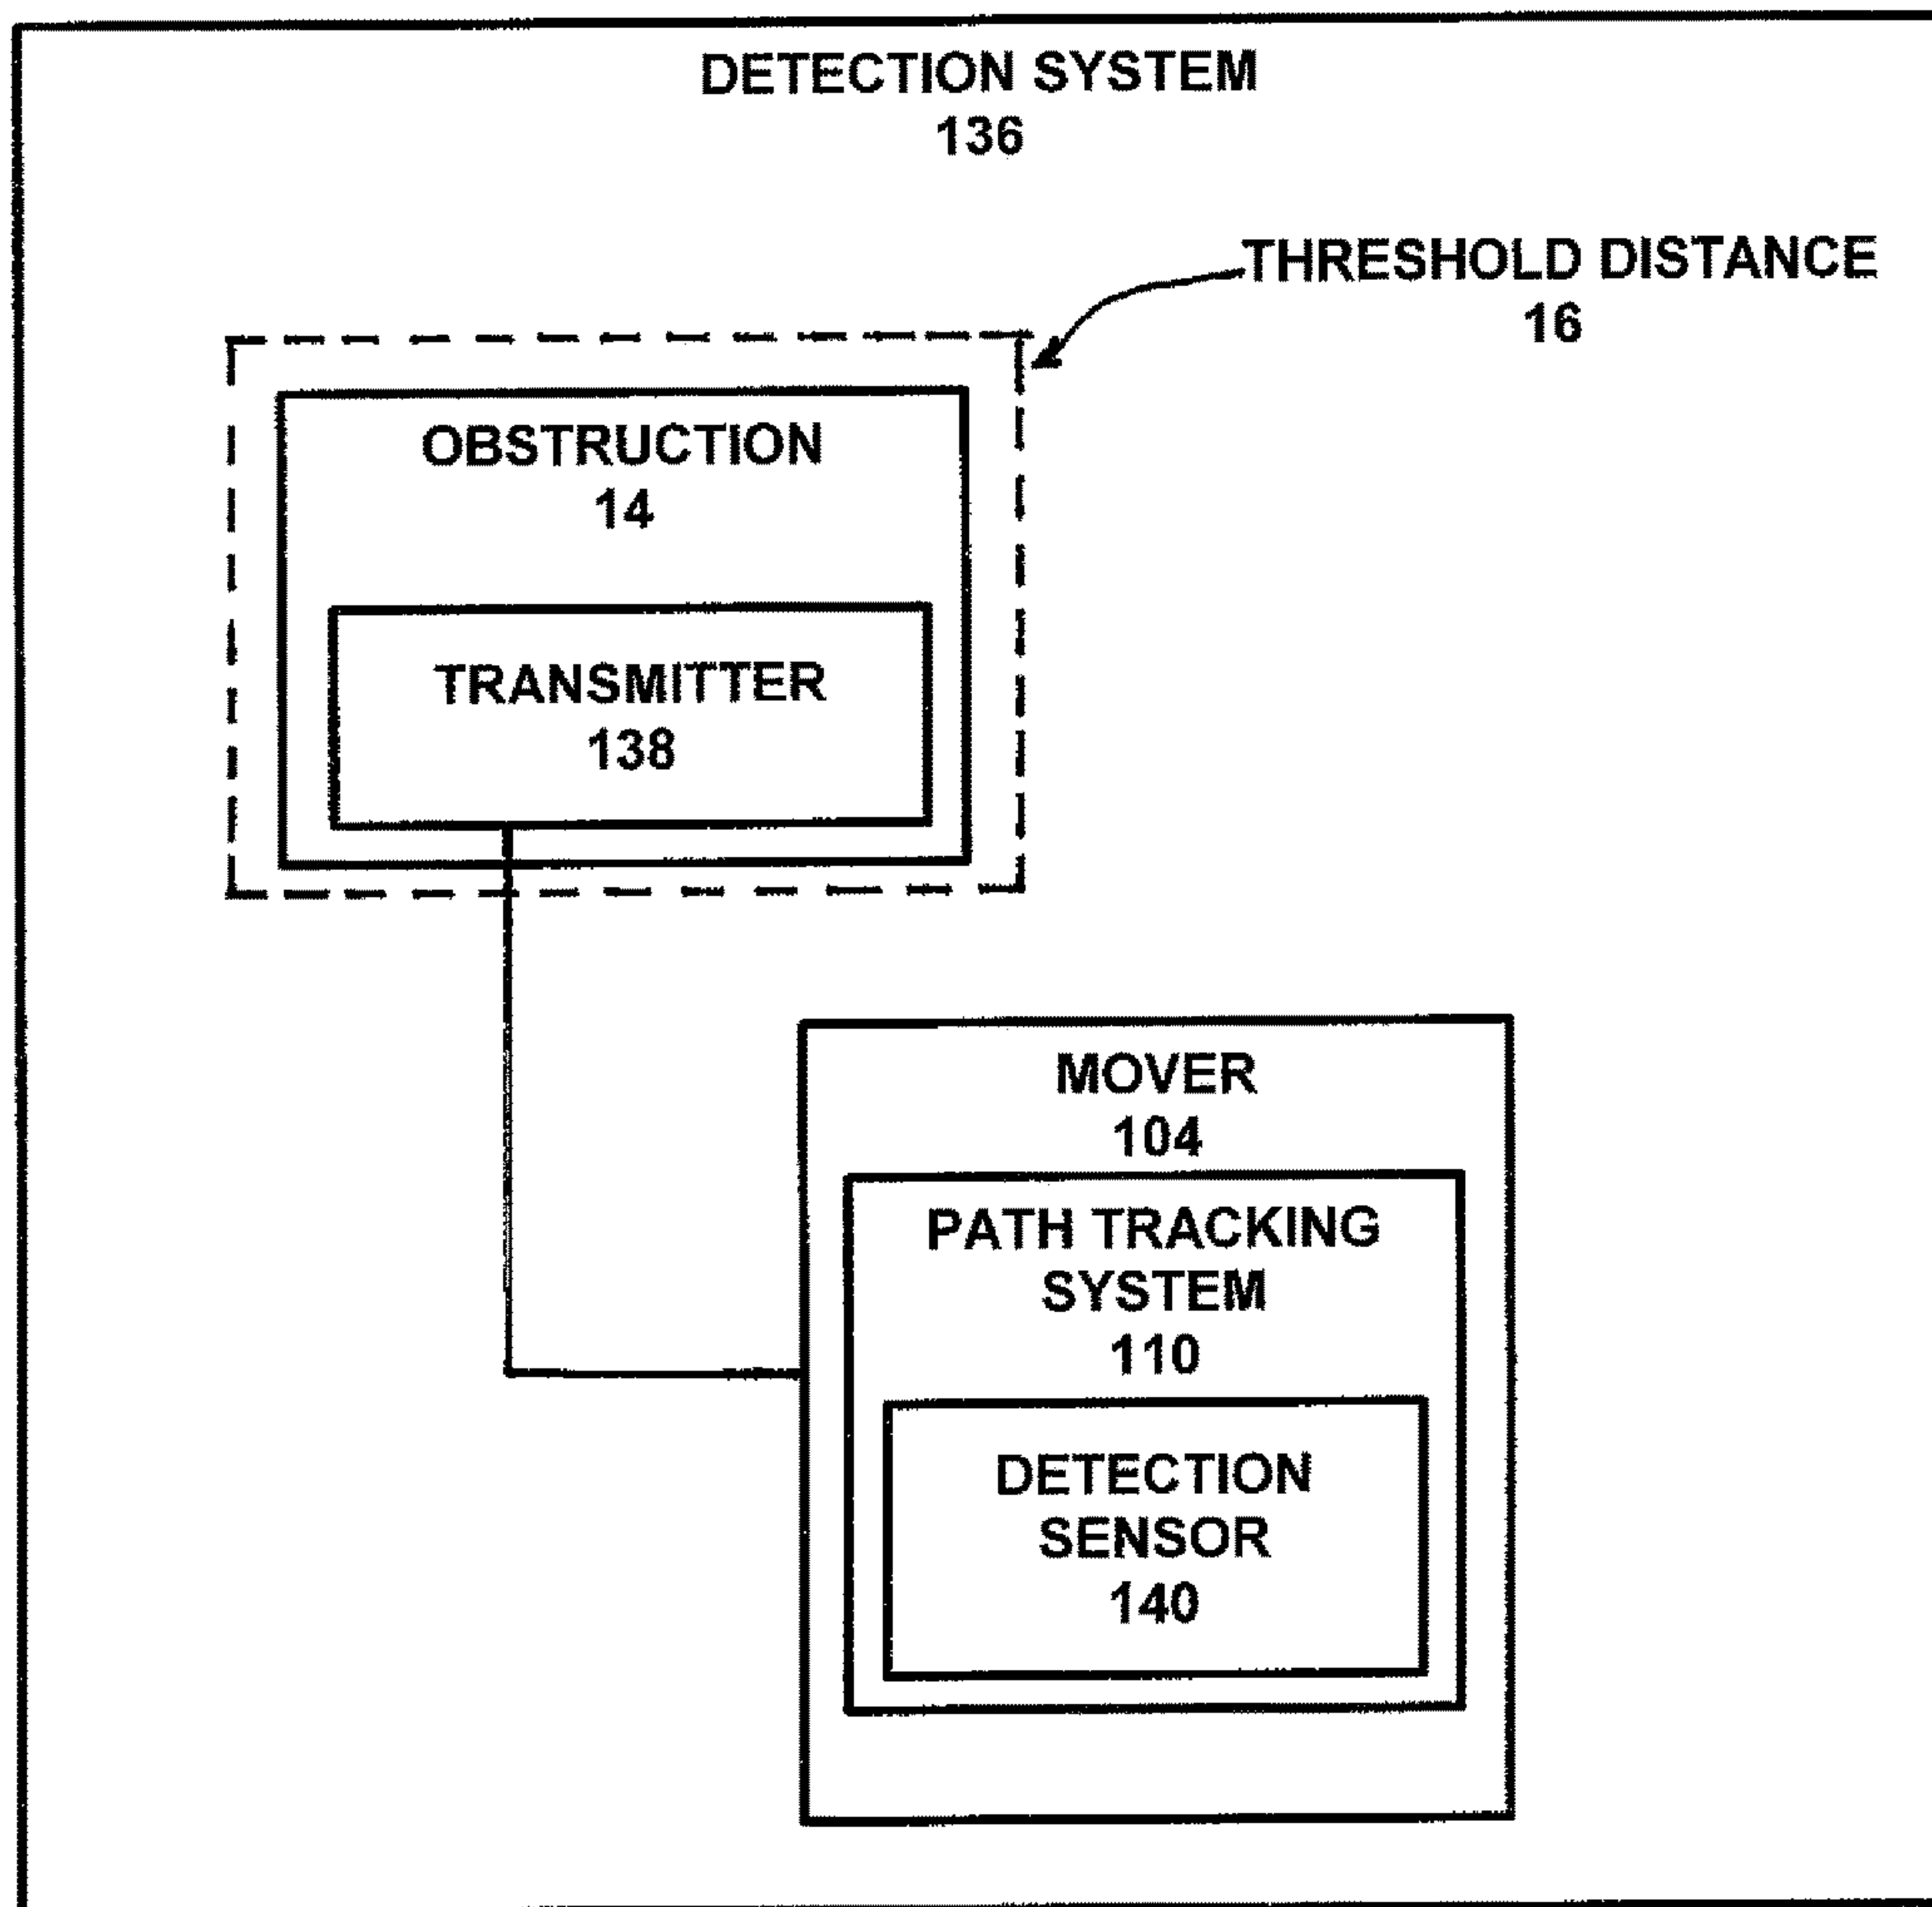 DETECTION SYSTEM
136
THRESHOLD DISTANCE
16
OBSTRUCTION
14
TRANSMITTER
138
MOVER
104
PATH TRACKING
SYSTEM
110
DETECTION
SENSOR
140